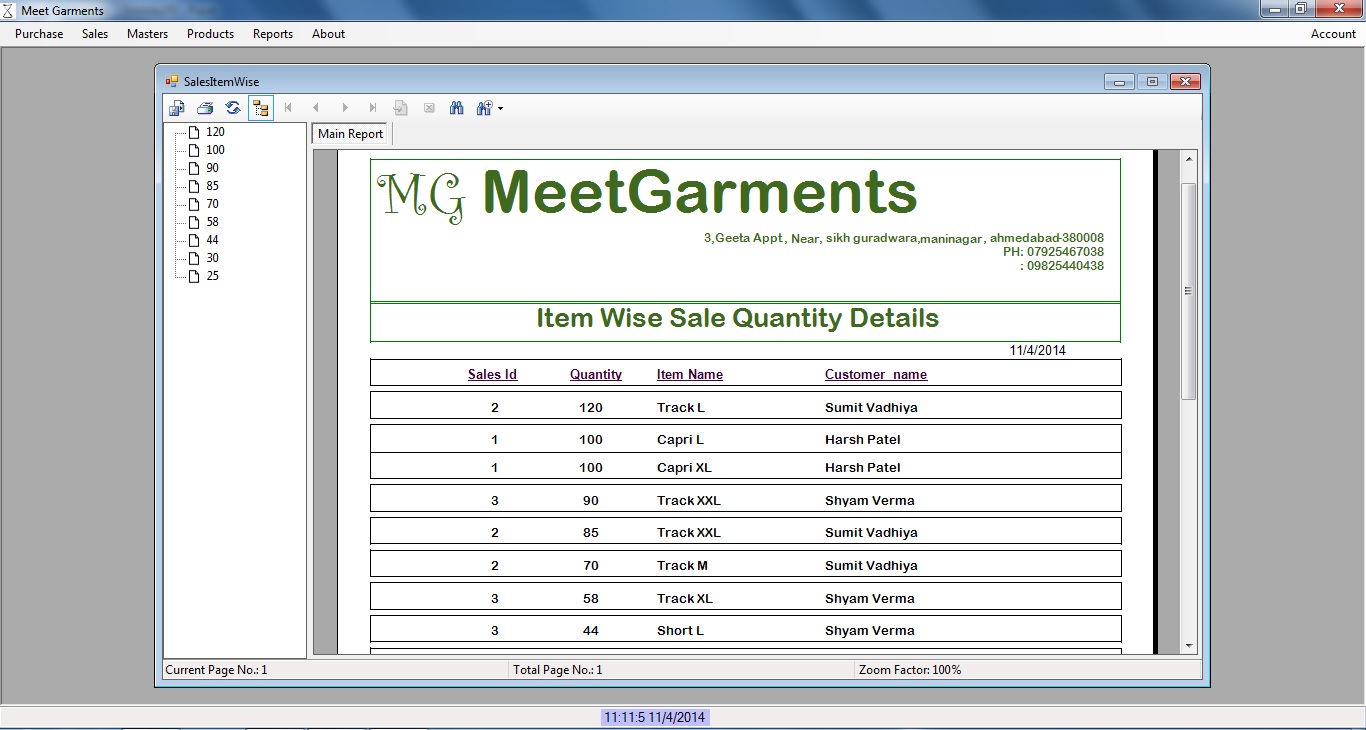 Meet Garments
Purchase Sales Masters Products Reports About Account
SalesItemWise
120
100
90
85
70
58
44
30
25
Main Report
MG MeetGarments
3,Geeta Appt , Near, sikh guradwara,maninagar, ahmedabad-380008
PH: 07925467038
: 09825440438
Item Wise Sale Quantity Details
11/4/2014
Sales Id Quantity Item Name Customer_name
2 120 Track L Sumit Vadhiya
1 100 Capri L Harsh Patel
1 100 Capri XL Harsh Patel
3 90 Track XXL Shyam Verma
2 85 Track XXL Sumit Vadhiya
2 70 Track M Sumit Vadhiya
3 58 Track XL Shyam Verma
3 44 Short L Shyam Verma
Current Page No.: 1 Total Page No.: 1 Zoom Factor: 100%
11:11:5 11/4/2014